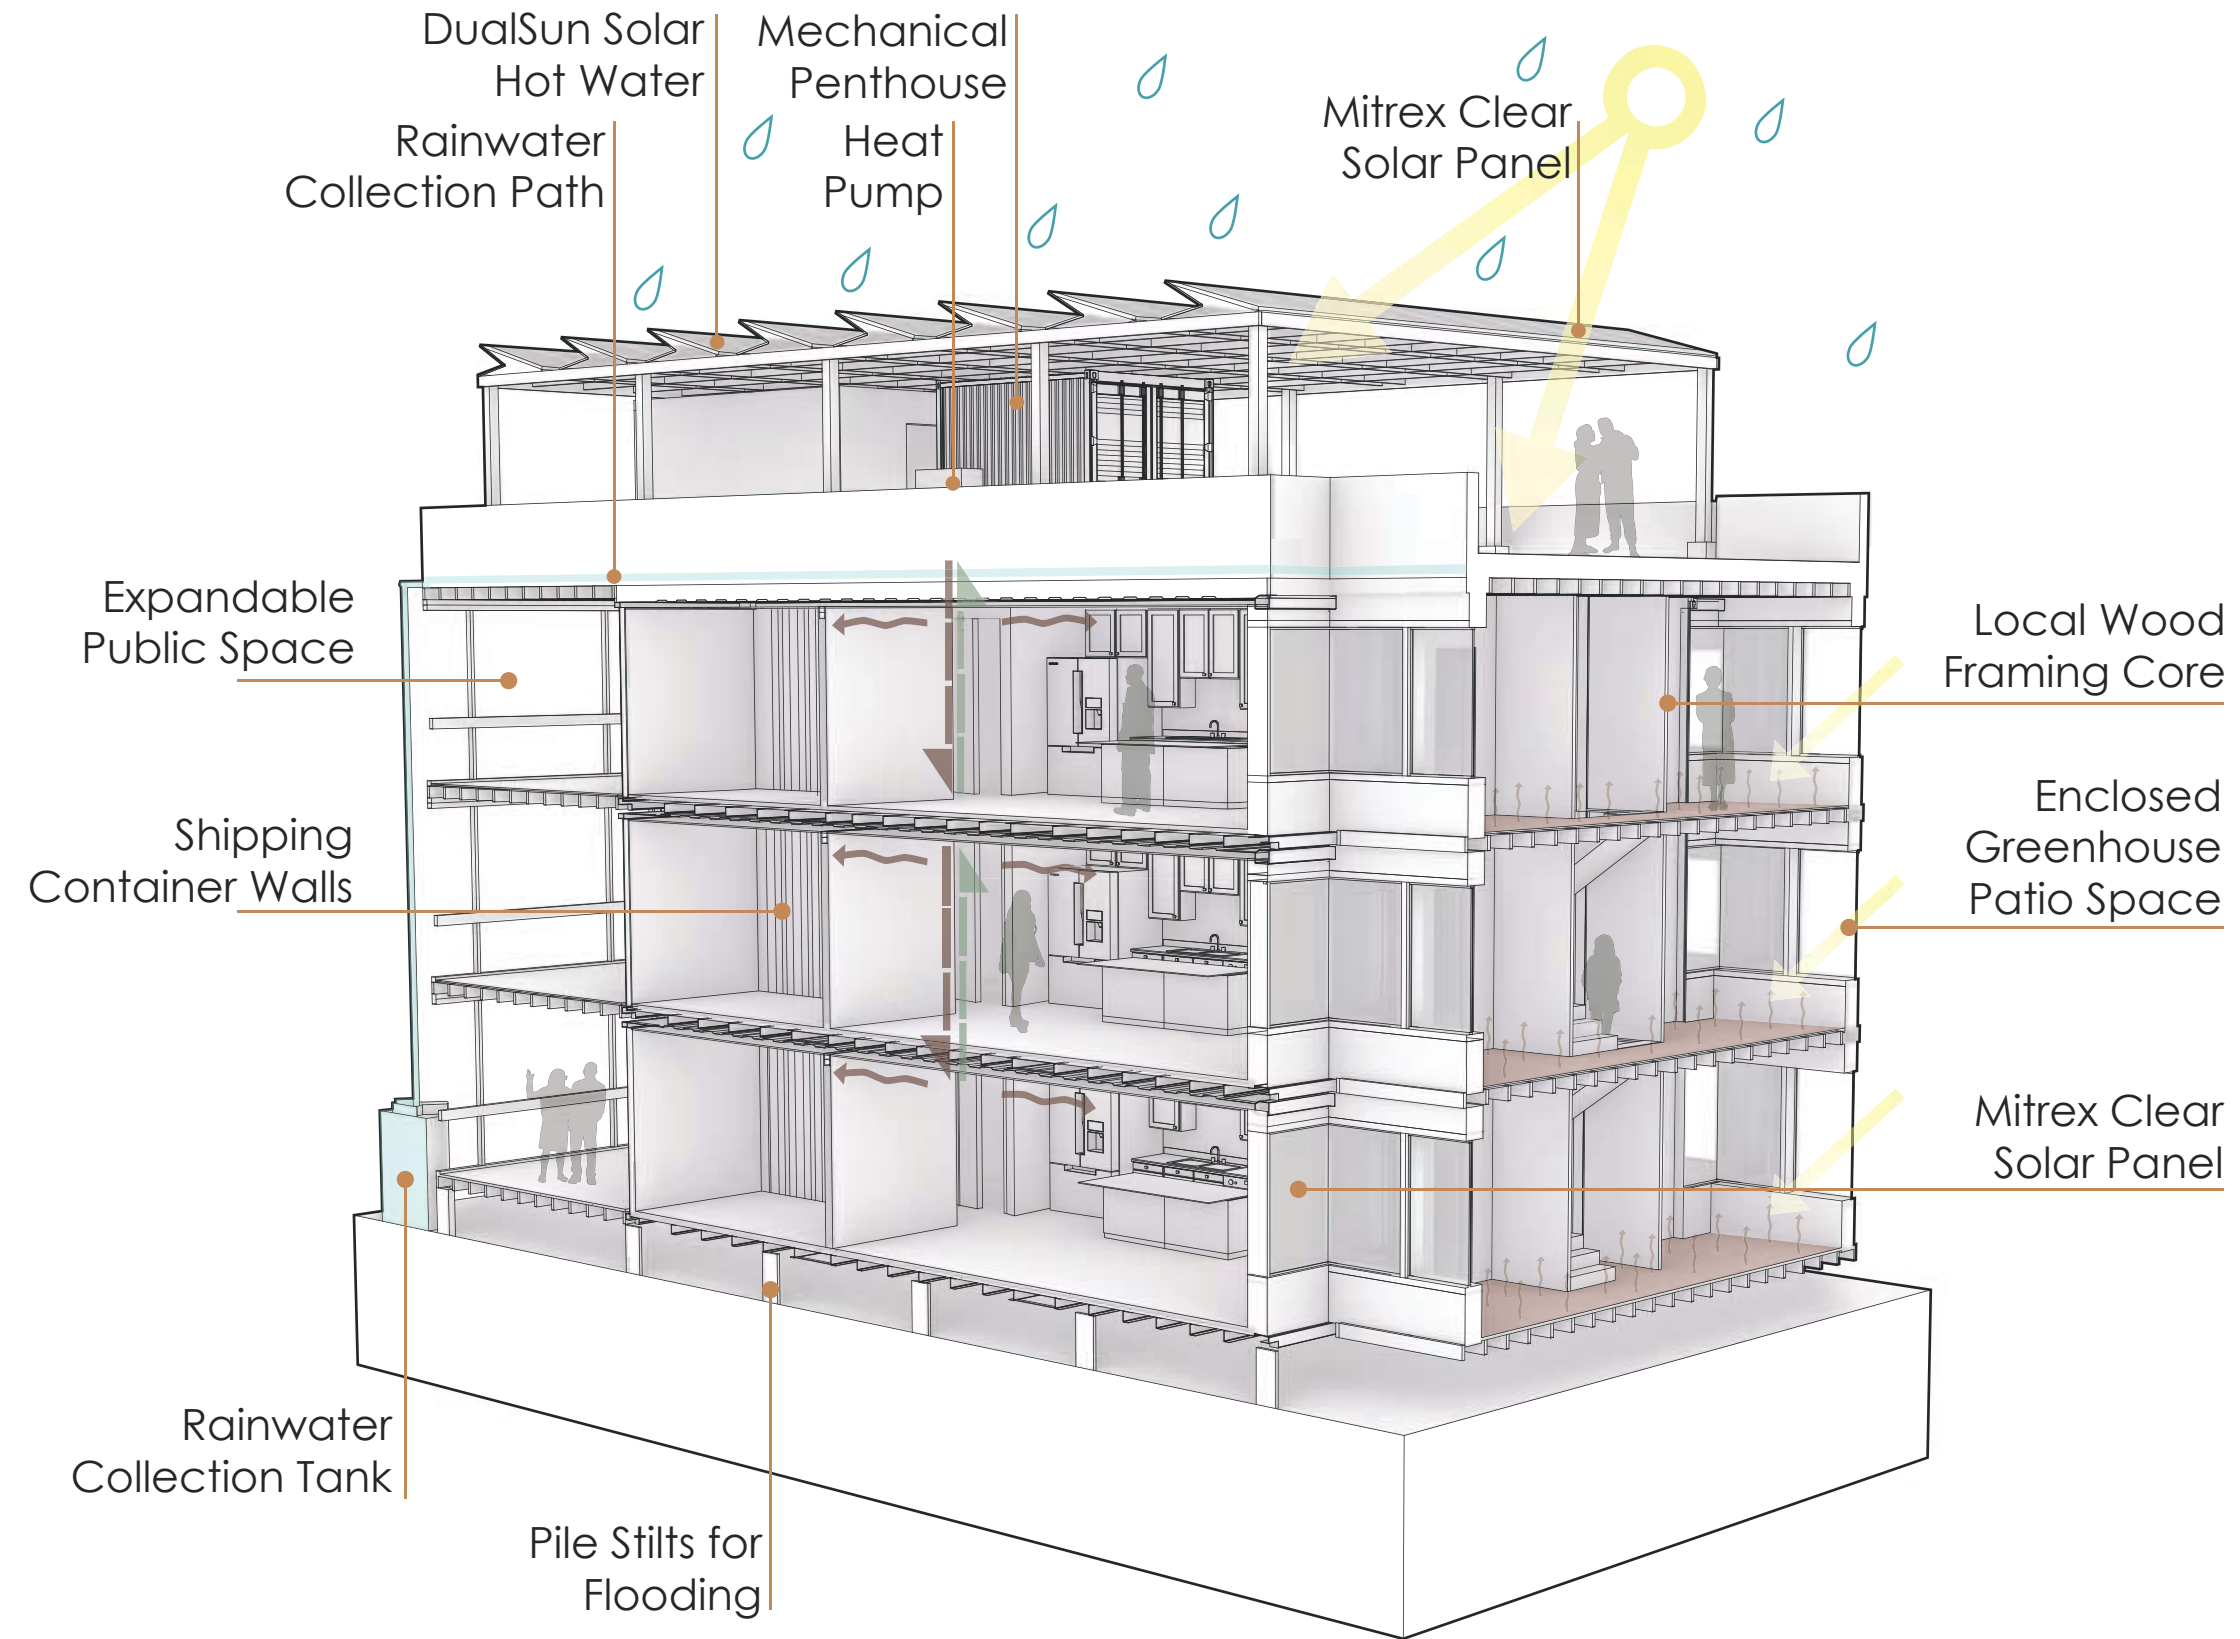 DualSun Solar
Hot Water
Mechanical
Penthouse
Rainwater
Collection Path
Heat
Pump
Mitrex Clear
Solar Panel
Expandable
Public Space
Local Wood
Framing Core
Shipping
Container Walls
Enclosed
Greenhouse
Patio Space
Mitrex Clear
Solar Panel
Rainwater
Collection Tank
Pile Stilts for
Flooding